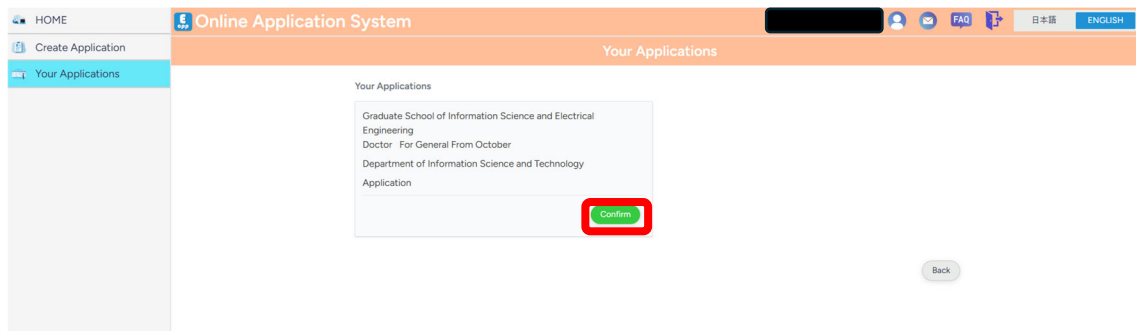 HOME
E app Online Application System
FAQ
日本語
ENGLISH
Create Application
Your Applications
Your Applications
Your Applications
Graduate School of Information Science and Electrical
Engineering
Doctor For General From October
Department of Information Science and Technology
Application
Confirm
Back